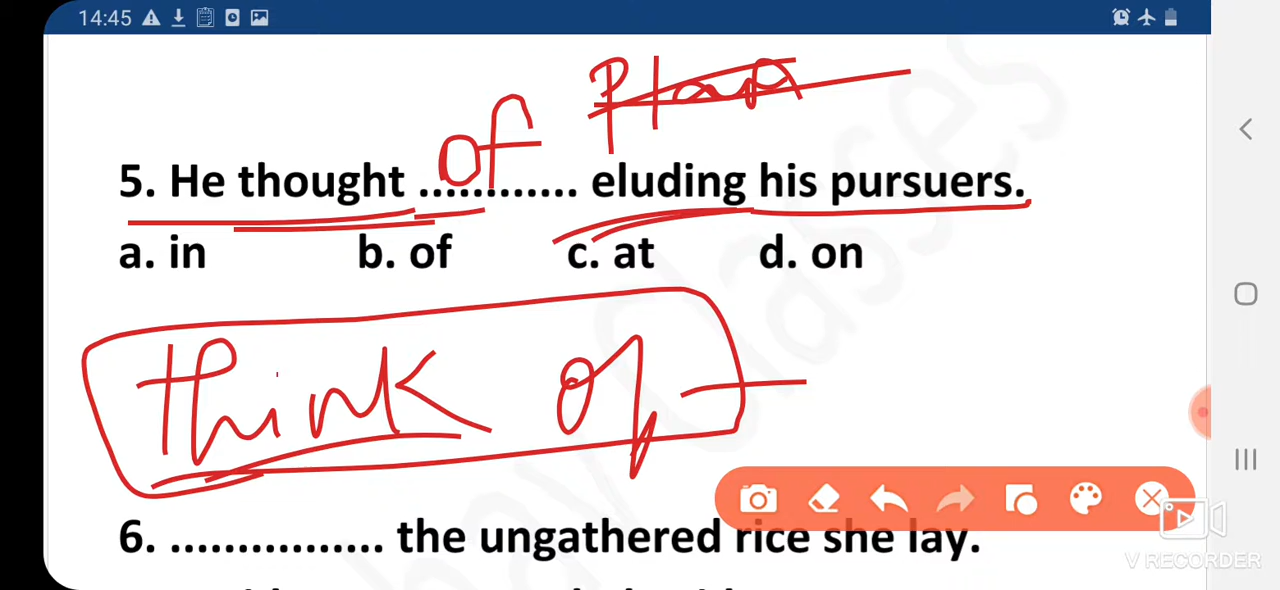 14:45
of Plan
5. He thought ............ eluding his pursuers.
a. in b. of c. at d. on
think of
6. ................ the ungathered rice she lay.
V RECORDER